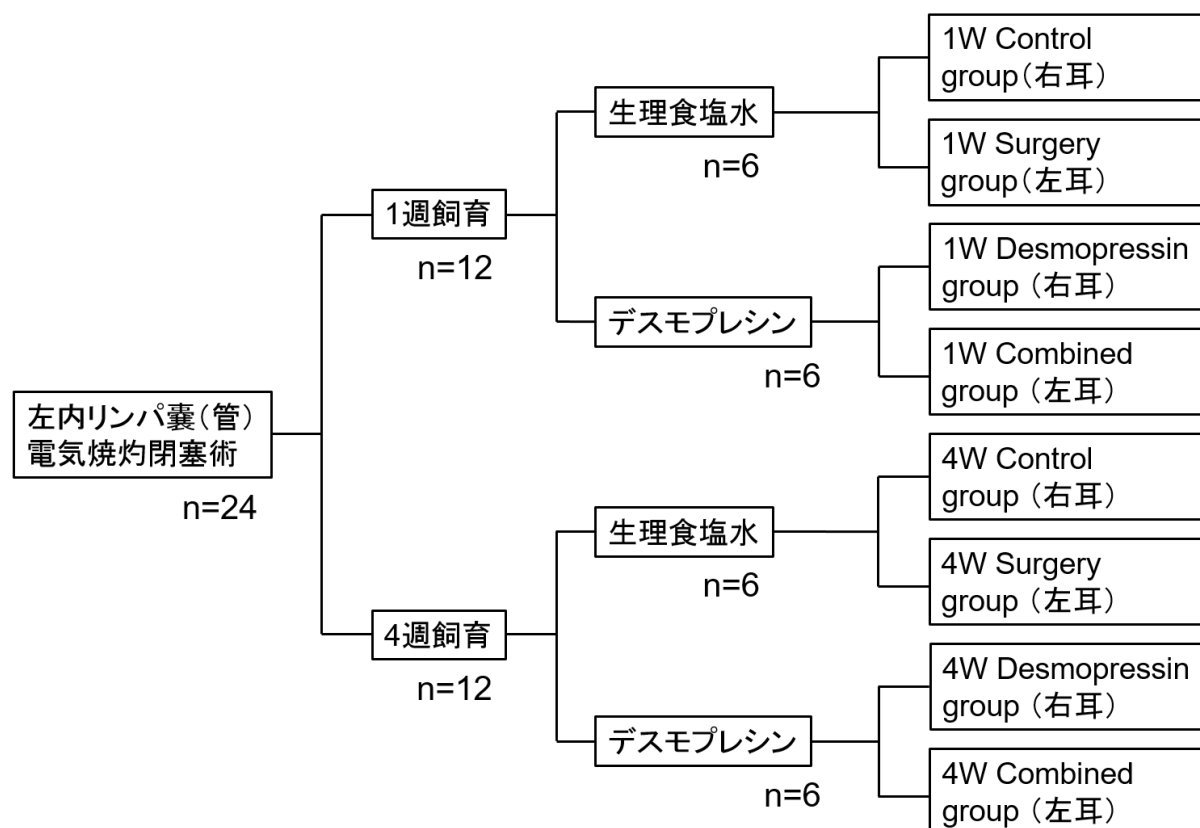 左内リンパ嚢(管)
電気焼灼閉塞術
n=24
1週飼育
n=12
4週飼育
n=12
生理食塩水
n=6
デスモプレシン
n=6
生理食塩水
n=6
デスモプレシン
n=6
1W Control
group(右耳)
1W Surgery
group(左耳)
1W Desmopressin
group (右耳)
1W Combined
group (左耳)
4W Control
group (右耳)
4W Surgery
group (左耳)
4W Desmopressin
group (右耳)
4W Combined
group (左耳)